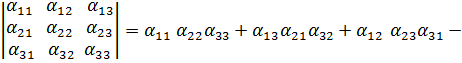 |α₁₁ α₁₂ α₁₃|
|α₂₁ α₂₂ α₂₃| = α₁₁ α₂₂α₃₃ + α₁₃α₂₁α₃₂ + α₁₂ α₂₃α₃₁ −
|α₃₁ α₃₂ α₃₃|